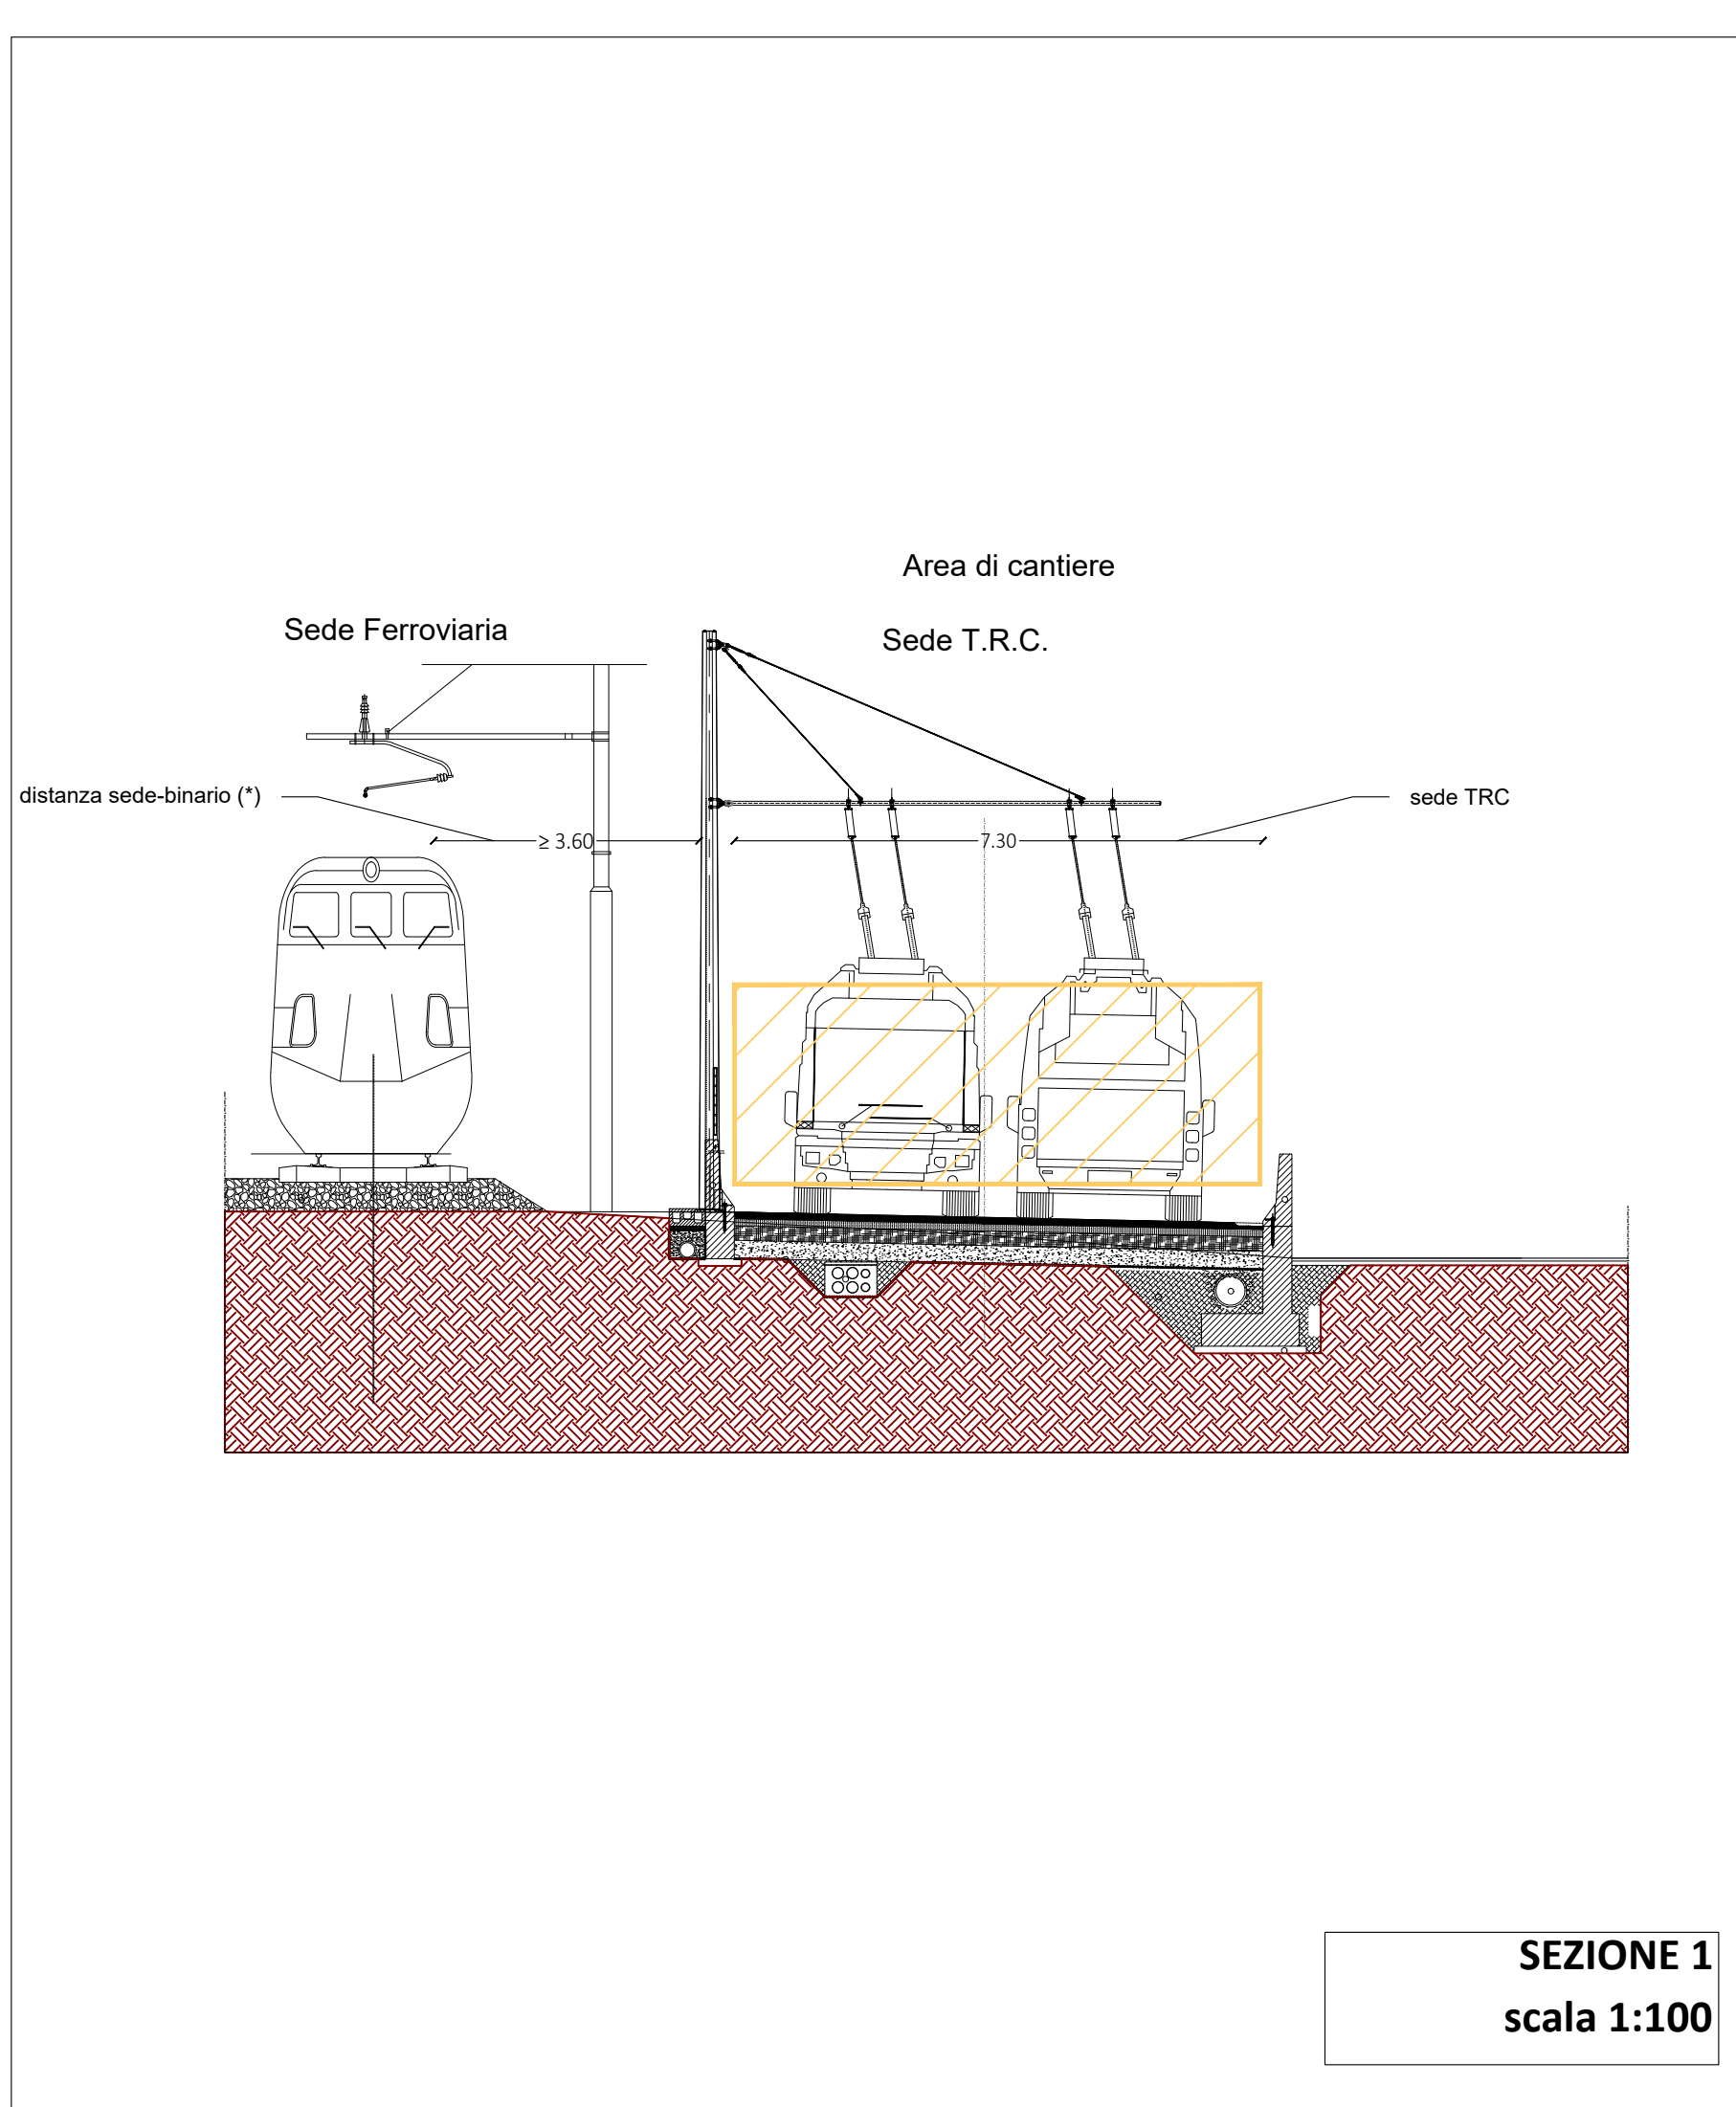 Area di cantiere
Sede Ferroviaria
Sede T.R.C.
distanza sede-binario (*)
sede TRC
≥ 3.60
7.30
SEZIONE 1
scala 1:100